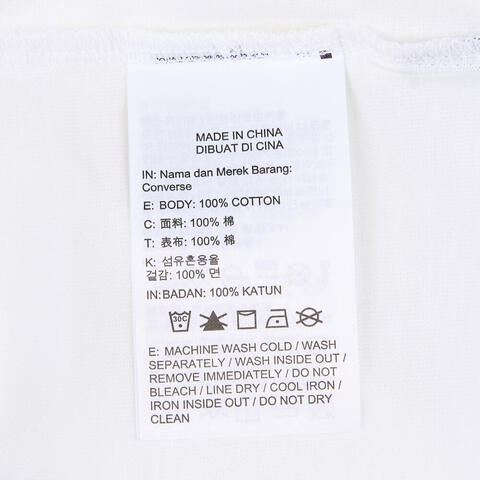 MADE IN CHINA
DIBUAT DI CINA
IN: Nama dan Merek Barang:
Converse
E: BODY: 100% COTTON
C: 面料: 100% 棉
T: 表布: 100% 棉
K: 섬유혼용율
겉감: 100% 면
IN:BADAN: 100% KATUN
30C
E: MACHINE WASH COLD / WASH
SEPARATELY / WASH INSIDE OUT /
REMOVE IMMEDIATELY / DO NOT
BLEACH / LINE DRY / COOL IRON /
IRON INSIDE OUT / DO NOT DRY
CLEAN